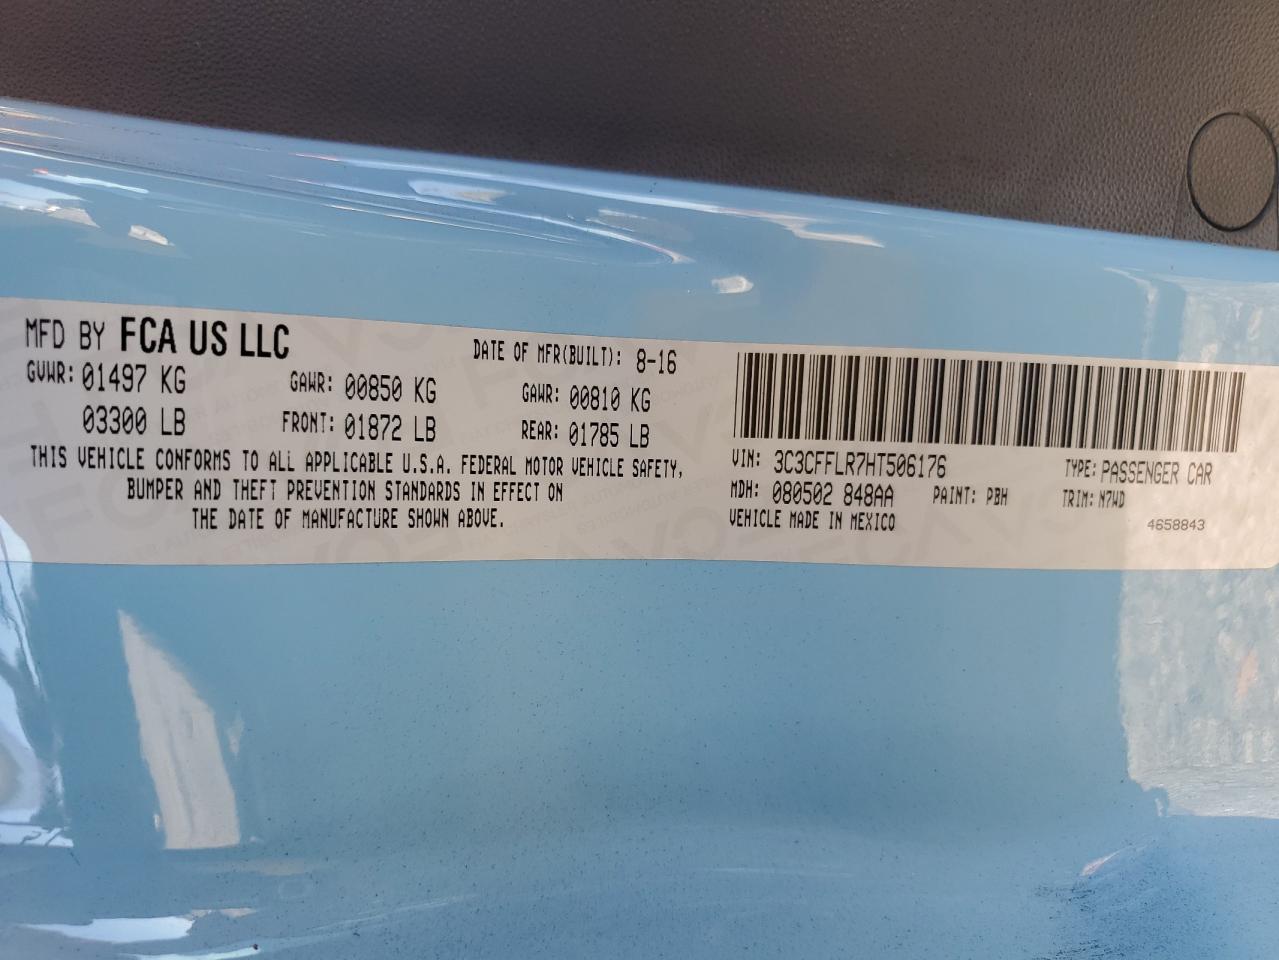 MFD BY FCA US LLC
DATE OF MFR(BUILT): 8-16
GVWR: 01497 KG
GAWR: 00850 KG
GAWR: 00810 KG
03300 LB
FRONT: 01872 LB
REAR: 01785 LB
THIS VEHICLE CONFORMS TO ALL APPLICABLE U.S.A. FEDERAL MOTOR VEHICLE SAFETY,
BUMPER AND THEFT PREVENTION STANDARDS IN EFFECT ON
THE DATE OF MANUFACTURE SHOWN ABOVE.
VIN: 3C3CFFLR7HT506176
TYPE: PASSENGER CAR
MDH: 080502 848AA
PAINT: PBH
TRIM: N7WD
VEHICLE MADE IN MEXICO
4658843